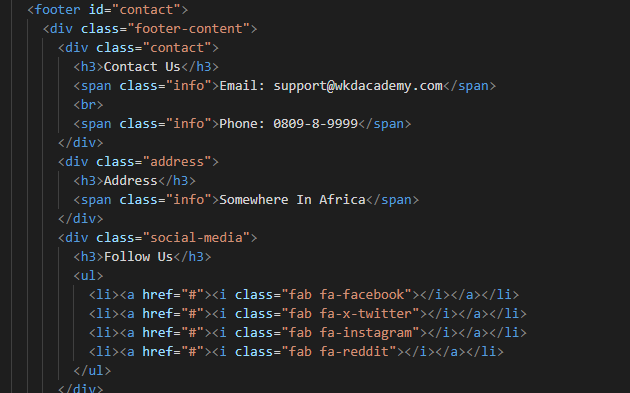 <footer id="contact">
<div class="footer-content">
<div class="contact">
<h3>Contact Us</h3>
<span class="info">Email: support@wkdacademy.com</span>
<br>
<span class="info">Phone: 0809-8-9999</span>
</div>
<div class="address">
<h3>Address</h3>
<span class="info">Somewhere In Africa</span>
</div>
<div class="social-media">
<h3>Follow Us</h3>
<ul>
<li><a href="#"><i class="fab fa-facebook"></i></a></li>
<li><a href="#"><i class="fab fa-x-twitter"></i></a></li>
<li><a href="#"><i class="fab fa-instagram"></i></a></li>
<li><a href="#"><i class="fab fa-reddit"></i></a></li>
</ul>
</div>